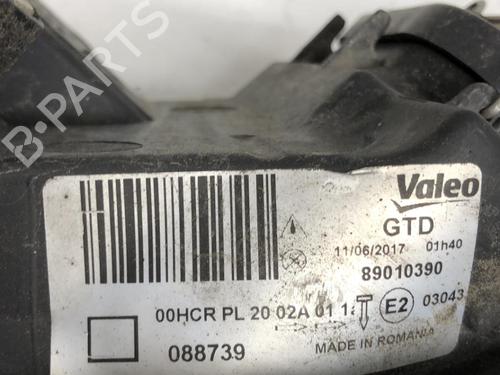 B-PARTS
Valeo
GTD
11/06/2017 01h40
89010390
00HCR PL 20 02A 01 1
E2 03043
088739
MADE IN ROMANIA